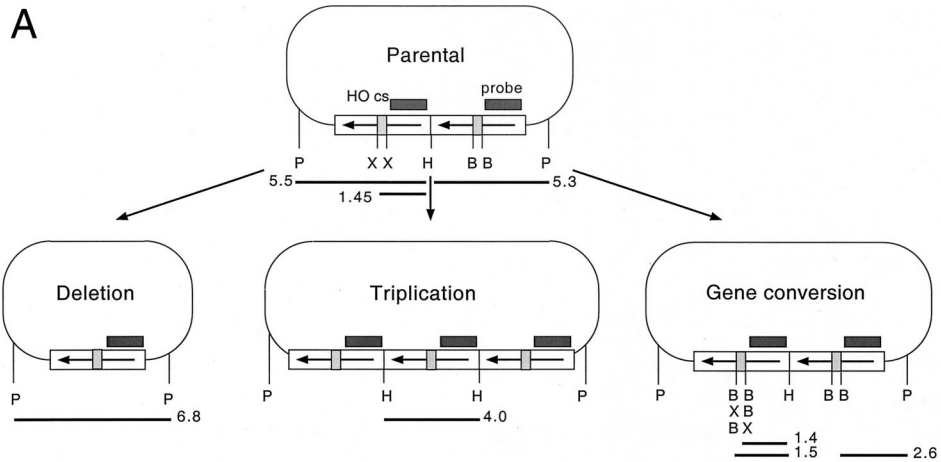 A
Parental
HO cs
probe
P X X H B B P
5.5 5.3
1.45
Deletion
Triplication
Gene conversion
P P
6.8
P H H P
4.0
P B B H B B P
X B
B X
1.4
1.5 2.6